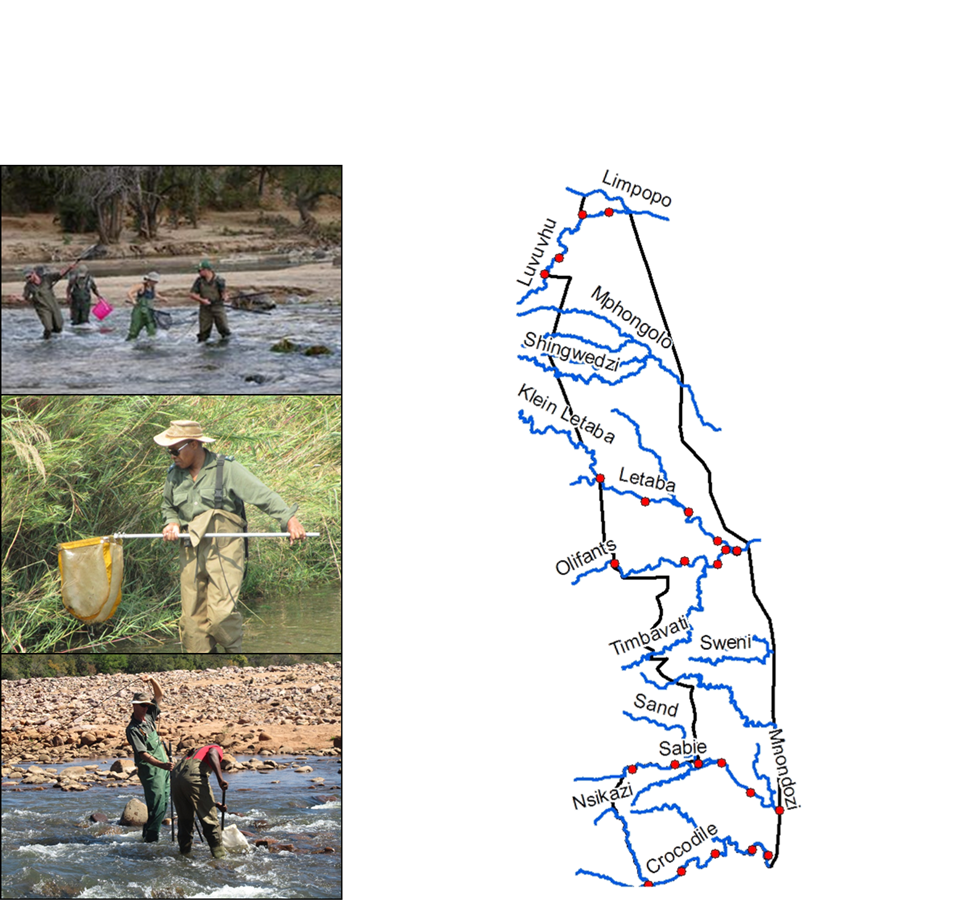 Limpopo
Luvuvhu
Mphongolo
Shingwedzi
Klein Letaba
Letaba
Olifants
Timbavati
Sweni
Sand
Sabie
Mnondozi
Nsikazi
Crocodile